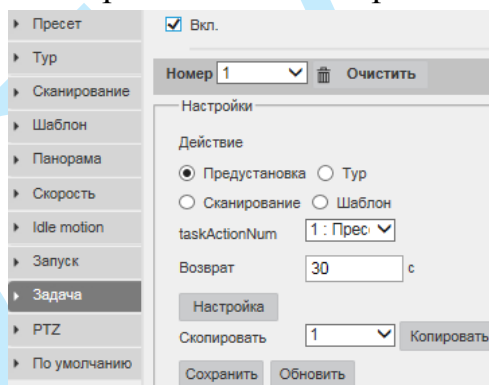 Пресет
Тур
Сканирование
Шаблон
Панорама
Скорость
Idle motion
Запуск
Задача
PTZ
По умолчанию
Вкл.
Номер 1 Очистить
Настройки
Действие
Предустановка Тур
Сканирование Шаблон
taskActionNum 1 : Пресе
Возврат 30 с
Настройка
Скопировать 1 Копировать
Сохранить Обновить